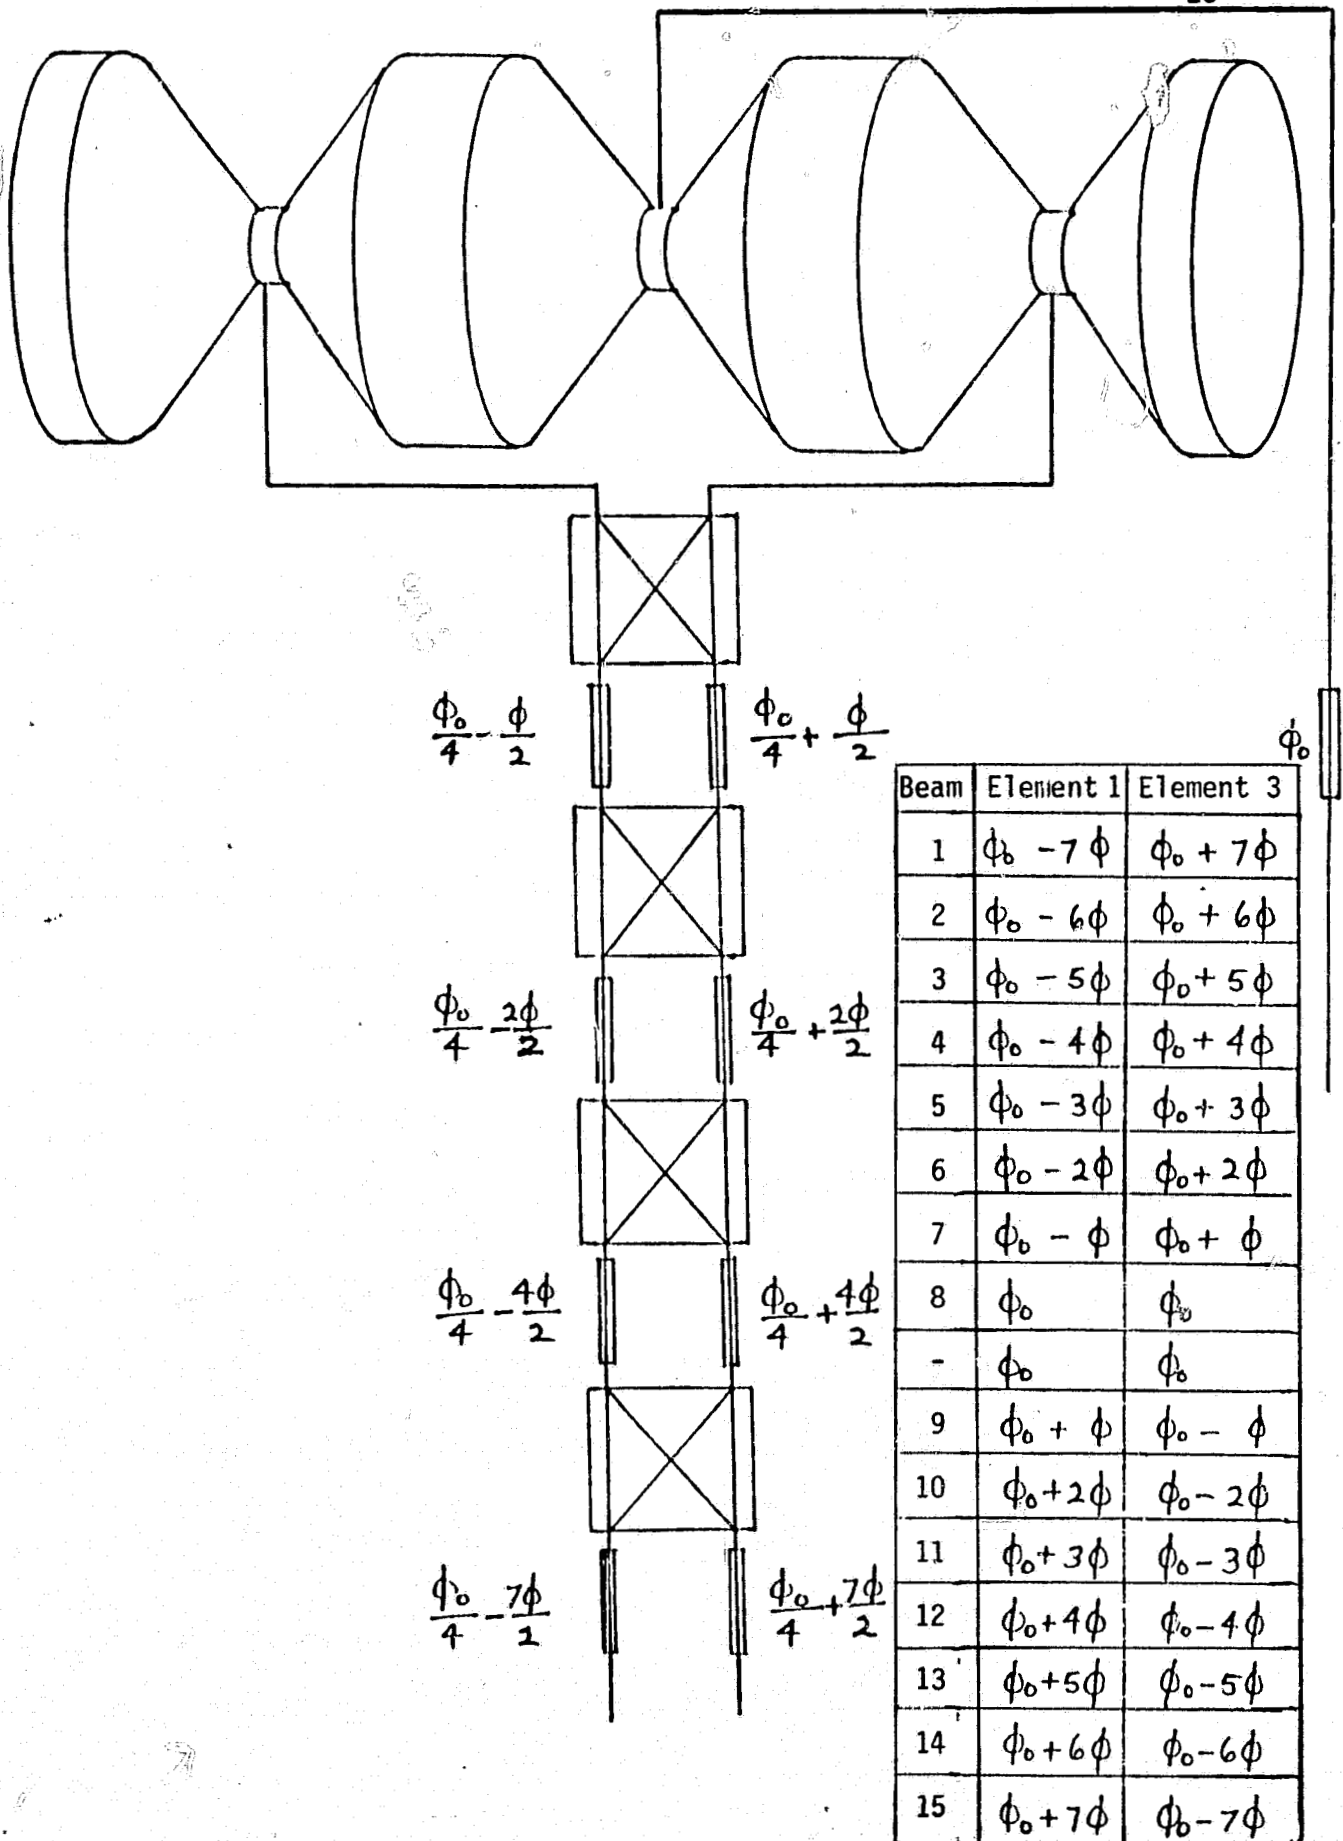 ϕ₀/4 - ϕ/2    ϕ₀/4 + ϕ/2
ϕ₀
ϕ₀/4 - 2ϕ/2    ϕ₀/4 + 2ϕ/2
ϕ₀/4 - 4ϕ/2    ϕ₀/4 + 4ϕ/2
ϕ₀/4 - 7ϕ/2    ϕ₀/4 + 7ϕ/2
Beam Element 1 Element 3
1 ϕ₀ - 7ϕ ϕ₀ + 7ϕ
2 ϕ₀ - 6ϕ ϕ₀ + 6ϕ
3 ϕ₀ - 5ϕ ϕ₀ + 5ϕ
4 ϕ₀ - 4ϕ ϕ₀ + 4ϕ
5 ϕ₀ - 3ϕ ϕ₀ + 3ϕ
6 ϕ₀ - 2ϕ ϕ₀ + 2ϕ
7 ϕ₀ - ϕ ϕ₀ + ϕ
8 ϕ₀ ϕ₀
- ϕ₀ ϕ₀
9 ϕ₀ + ϕ ϕ₀ - ϕ
10 ϕ₀ + 2ϕ ϕ₀ - 2ϕ
11 ϕ₀ + 3ϕ ϕ₀ - 3ϕ
12 ϕ₀ + 4ϕ ϕ₀ - 4ϕ
13 ϕ₀ + 5ϕ ϕ₀ - 5ϕ
14 ϕ₀ + 6ϕ ϕ₀ - 6ϕ
15 ϕ₀ + 7ϕ ϕ₀ - 7ϕ